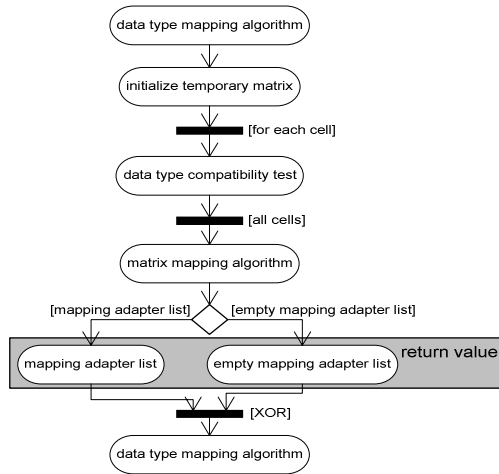 data type mapping algorithm
initialize temporary matrix
[for each cell]
data type compatibility test
[all cells]
matrix mapping algorithm
[mapping adapter list]
[empty mapping adapter list]
return value
mapping adapter list
empty mapping adapter list
[XOR]
data type mapping algorithm